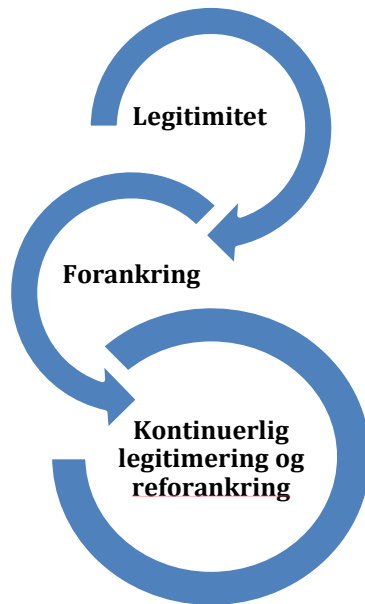 Legitimitet
Forankring
Kontinuerlig
legitimering og
reforankring